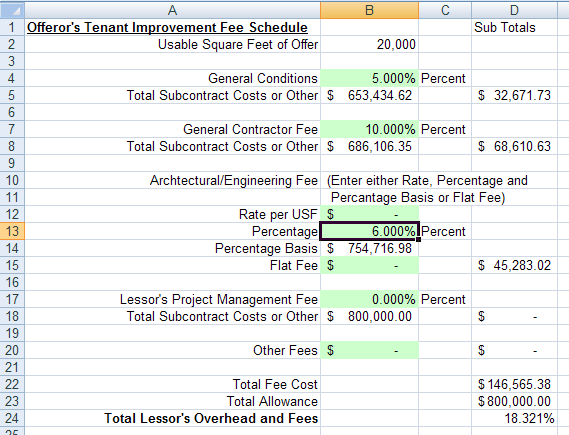 A B C D
1 Offeror's Tenant Improvement Fee Schedule Sub Totals
2 Usable Square Feet of Offer 20,000
3
4 General Conditions 5.000% Percent
5 Total Subcontract Costs or Other $ 653,434.62 $ 32,671.73
6
7 General Contractor Fee 10.000% Percent
8 Total Subcontract Costs or Other $ 686,106.35 $ 68,610.63
9
10 Archtectural/Engineering Fee (Enter either Rate, Percentage and
11 Percantage Basis or Flat Fee)
12 Rate per USF $ -
13 Percentage 6.000% Percent
14 Percentage Basis $ 754,716.98
15 Flat Fee $ - $ 45,283.02
16
17 Lessor's Project Management Fee 0.000% Percent
18 Total Subcontract Costs or Other $ 800,000.00 $ -
19
20 Other Fees $ - $ -
21
22 Total Fee Cost $ 146,565.38
23 Total Allowance $ 800,000.00
24 Total Lessor's Overhead and Fees 18.321%
25